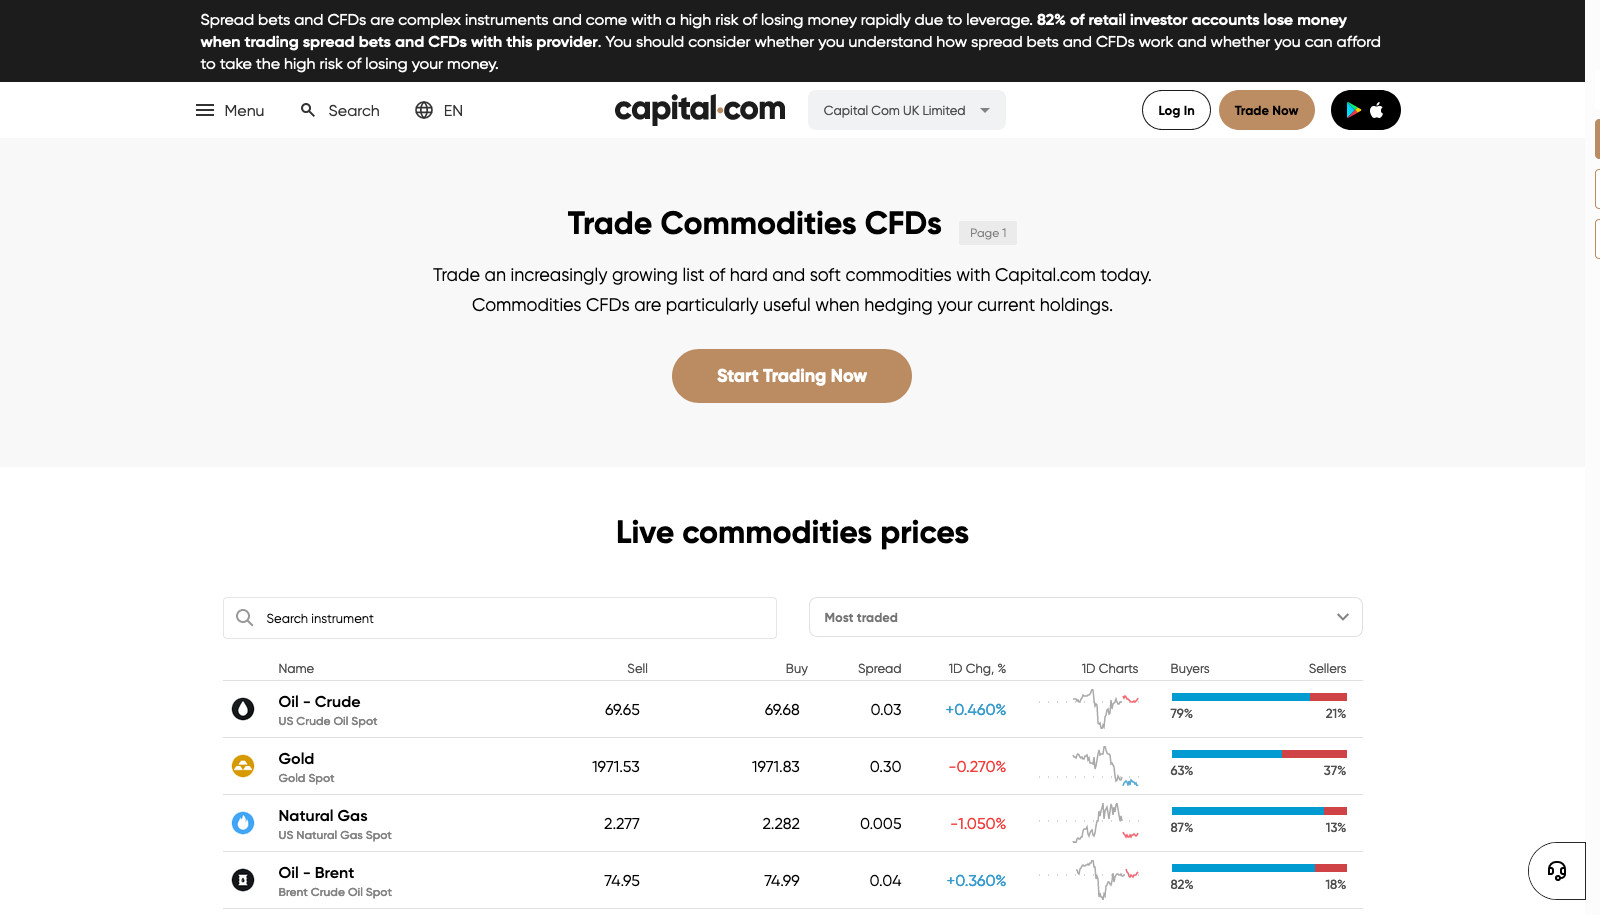 Spread bets and CFDs are complex instruments and come with a high risk of losing money rapidly due to leverage. 82% of retail investor accounts lose money
when trading spread bets and CFDs with this provider. You should consider whether you understand how spread bets and CFDs work and whether you can afford
to take the high risk of losing your money.
Menu Search EN capital.com Capital Com UK Limited Log In Trade Now
Trade Commodities CFDs Page 1
Trade an increasingly growing list of hard and soft commodities with Capital.com today.
Commodities CFDs are particularly useful when hedging your current holdings.
Start Trading Now
Live commodities prices
Search instrument Most traded
Name Sell Buy Spread 1D Chg, % 1D Charts Buyers Sellers
Oil - Crude 69.65 69.68 0.03 +0.460%
US Crude Oil Spot 79% 21%
Gold 1971.53 1971.83 0.30 -0.270%
Gold Spot 63% 37%
Natural Gas 2.277 2.282 0.005 -1.050%
US Natural Gas Spot 87% 13%
Oil - Brent 74.95 74.99 0.04 +0.360%
Brent Crude Oil Spot 82% 18%